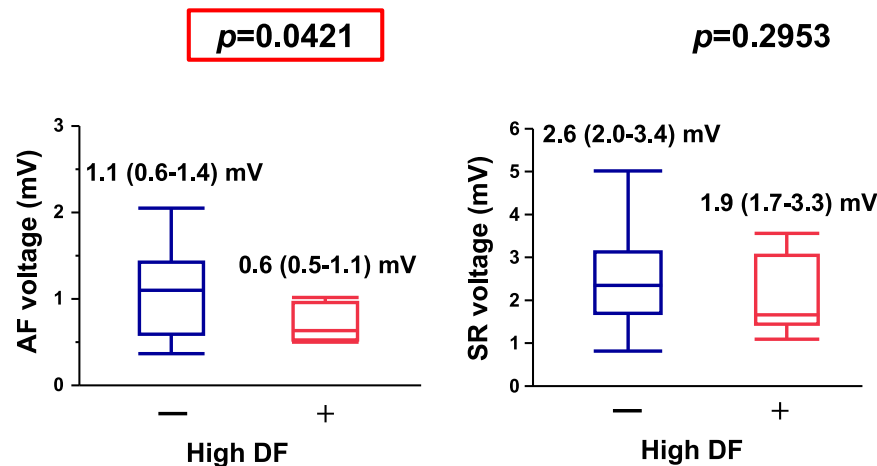 p=0.0421
3
2
1
0
AF voltage (mV)
1.1 (0.6-1.4) mV
0.6 (0.5-1.1) mV
— +
High DF
p=0.2953
6
5
4
3
2
1
0
SR voltage (mV)
2.6 (2.0-3.4) mV
1.9 (1.7-3.3) mV
— +
High DF